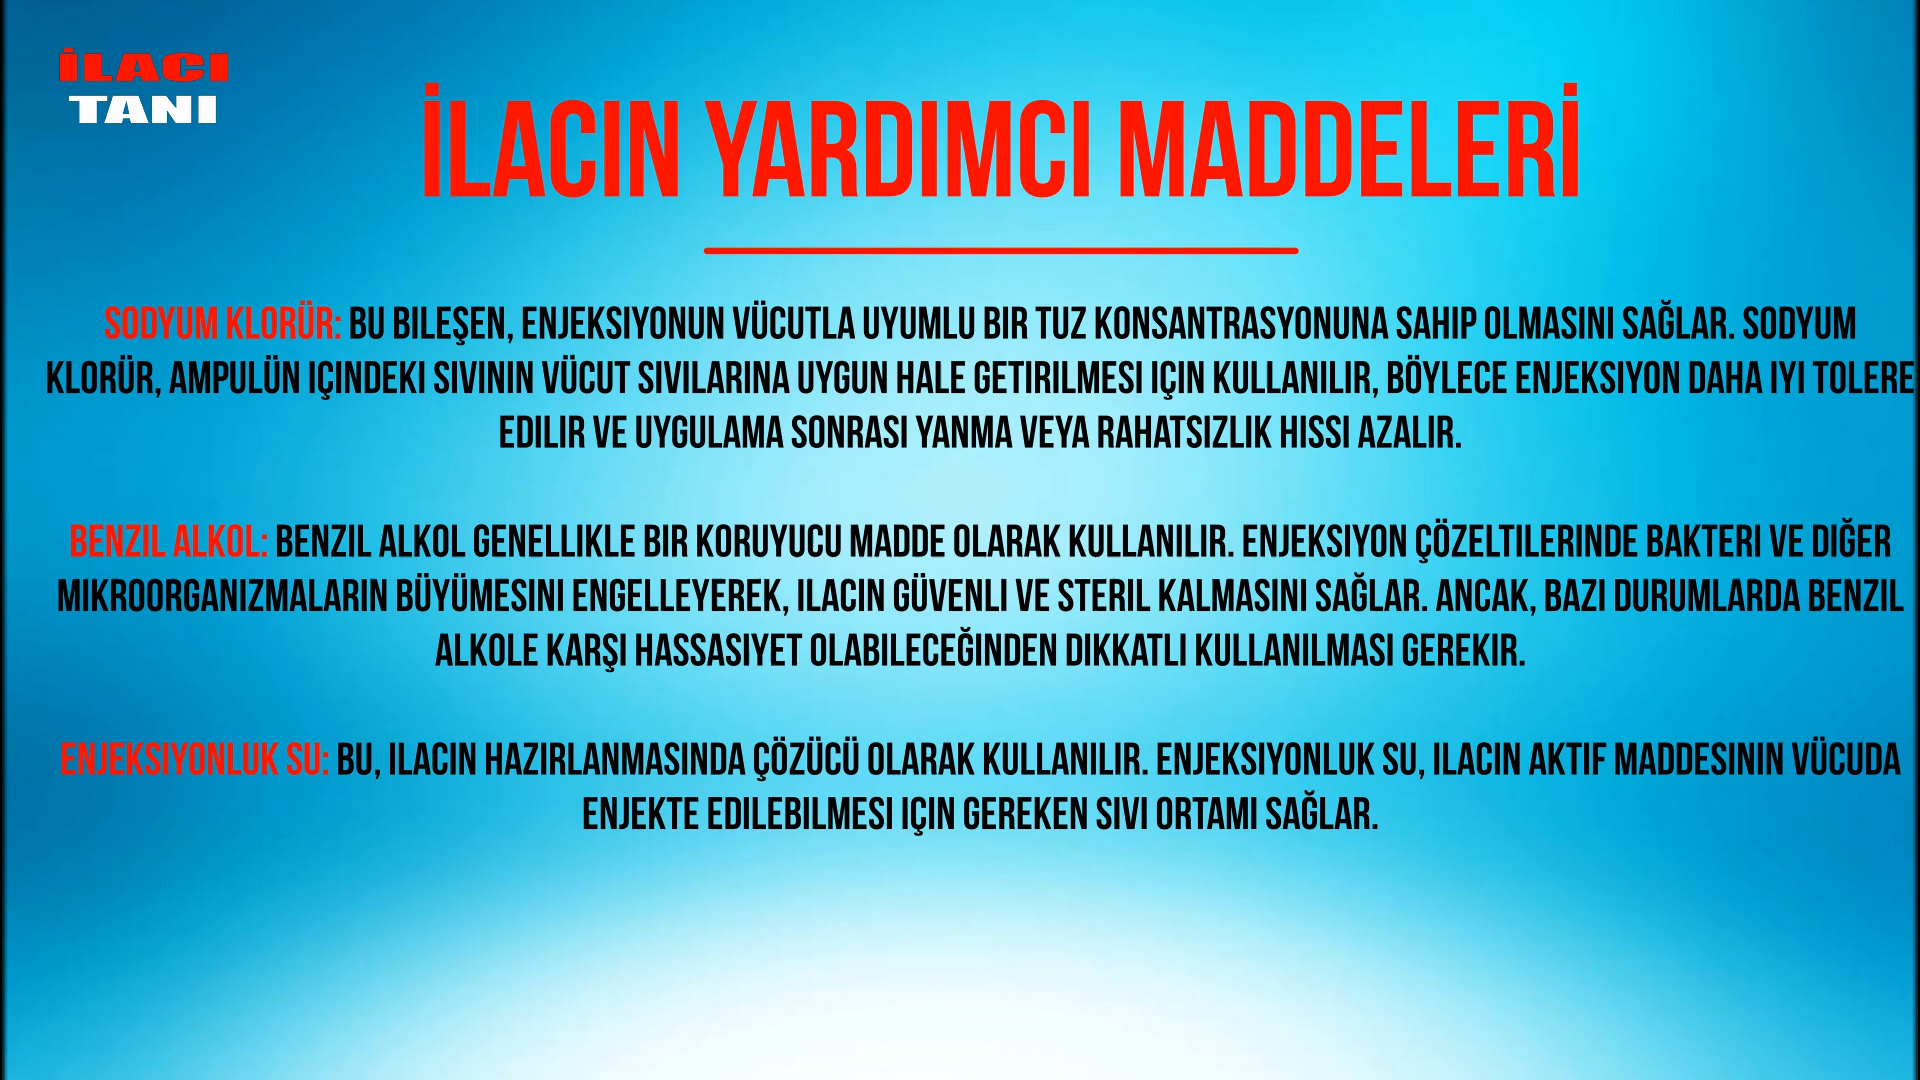 İLACI
TANI
İLACIN YARDIMCI MADDELERİ
SODYUM KLORÜR: BU BILEŞEN, ENJEKSIYONUN VÜCUTLA UYUMLU BIR TUZ KONSANTRASYONUNA SAHIP OLMASINI SAĞLAR. SODYUM
KLORÜR, AMPULÜN IÇINDEKI SIVININ VÜCUT SIVILARINA UYGUN HALE GETIRILMESI IÇIN KULLANILIR, BÖYLECE ENJEKSIYON DAHA IYI TOLERE
EDILIR VE UYGULAMA SONRASI YANMA VEYA RAHATSIZLIK HISSI AZALIR.
BENZIL ALKOL: BENZIL ALKOL GENELLIKLE BIR KORUYUCU MADDE OLARAK KULLANILIR. ENJEKSIYON ÇÖZELTILERINDE BAKTERI VE DIĞER
MIKROORGANIZMALARIN BÜYÜMESINI ENGELLEYEREK, ILACIN GÜVENLI VE STERIL KALMASINI SAĞLAR. ANCAK, BAZI DURUMLARDA BENZIL
ALKOLE KARŞI HASSASIYET OLABILECEĞINDEN DIKKATLI KULLANILMASI GEREKIR.
ENJEKSIYONLUK SU: BU, ILACIN HAZIRLANMASINDA ÇÖZÜCÜ OLARAK KULLANILIR. ENJEKSIYONLUK SU, ILACIN AKTIF MADDESININ VÜCUDA
ENJEKTE EDILEBILMESI IÇIN GEREKEN SIVI ORTAMI SAĞLAR.